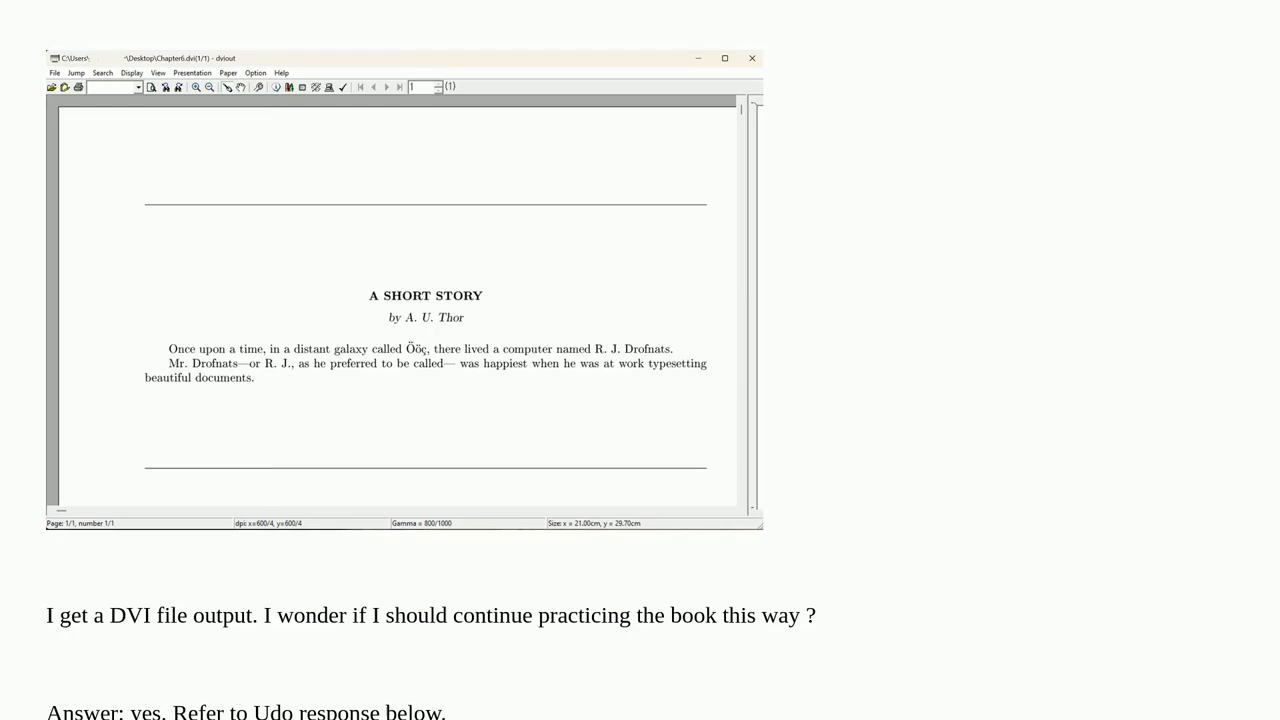 C:\Users\ \Desktop\Chapter6.dvi(1/1) - dviout
File Jump Search Display View Presentation Paper Option Help
1 (1)
A SHORT STORY
by A. U. Thor
Once upon a time, in a distant galaxy called Ööç, there lived a computer named R. J. Drofnats.
Mr. Drofnats—or R. J., as he preferred to be called— was happiest when he was at work typesetting
beautiful documents.
Page: 1/1, number 1/1 dpi: x=600/4, y=600/4 Gamma = 800/1000 Size: x = 21.00cm, y = 29.70cm
I get a DVI file output. I wonder if I should continue practicing the book this way ?
Answer: yes. Refer to Udo response below.